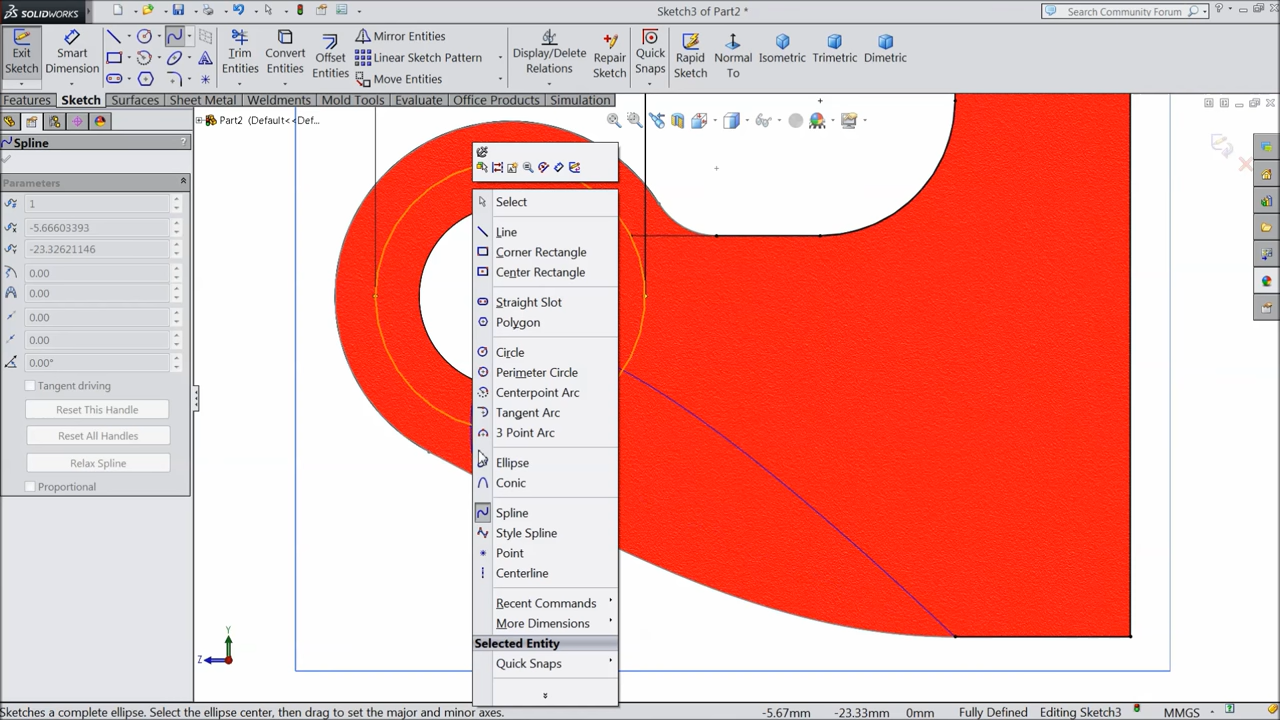 SOLIDWORKS
Sketch3 of Part2 *
Search Community Forum
Exit Sketch
Smart Dimension
Trim Entities
Convert Entities
Offset Entities
Mirror Entities
Linear Sketch Pattern
Move Entities
Display/Delete Relations
Repair Sketch
Quick Snaps
Rapid Sketch
Normal To
Isometric
Trimetric
Dimetric
Features
Sketch
Surfaces
Sheet Metal
Weldments
Mold Tools
Evaluate
Office Products
Simulation
Part2 (Default<<Def...
Spline
?
Parameters
1
-5.66603393
-23.32621146
0.00
0.00
0.00
0.00
0.00°
Tangent driving
Reset This Handle
Reset All Handles
Relax Spline
Proportional
Select
Line
Corner Rectangle
Center Rectangle
Straight Slot
Polygon
Circle
Perimeter Circle
Centerpoint Arc
Tangent Arc
3 Point Arc
Ellipse
Conic
Spline
Style Spline
Point
Centerline
Recent Commands
More Dimensions
Selected Entity
Quick Snaps
Y
Z
Sketches a complete ellipse. Select the ellipse center, then drag to set the major and minor axes.
-5.67mm
-23.33mm
0mm
Fully Defined
Editing Sketch3
MMGS